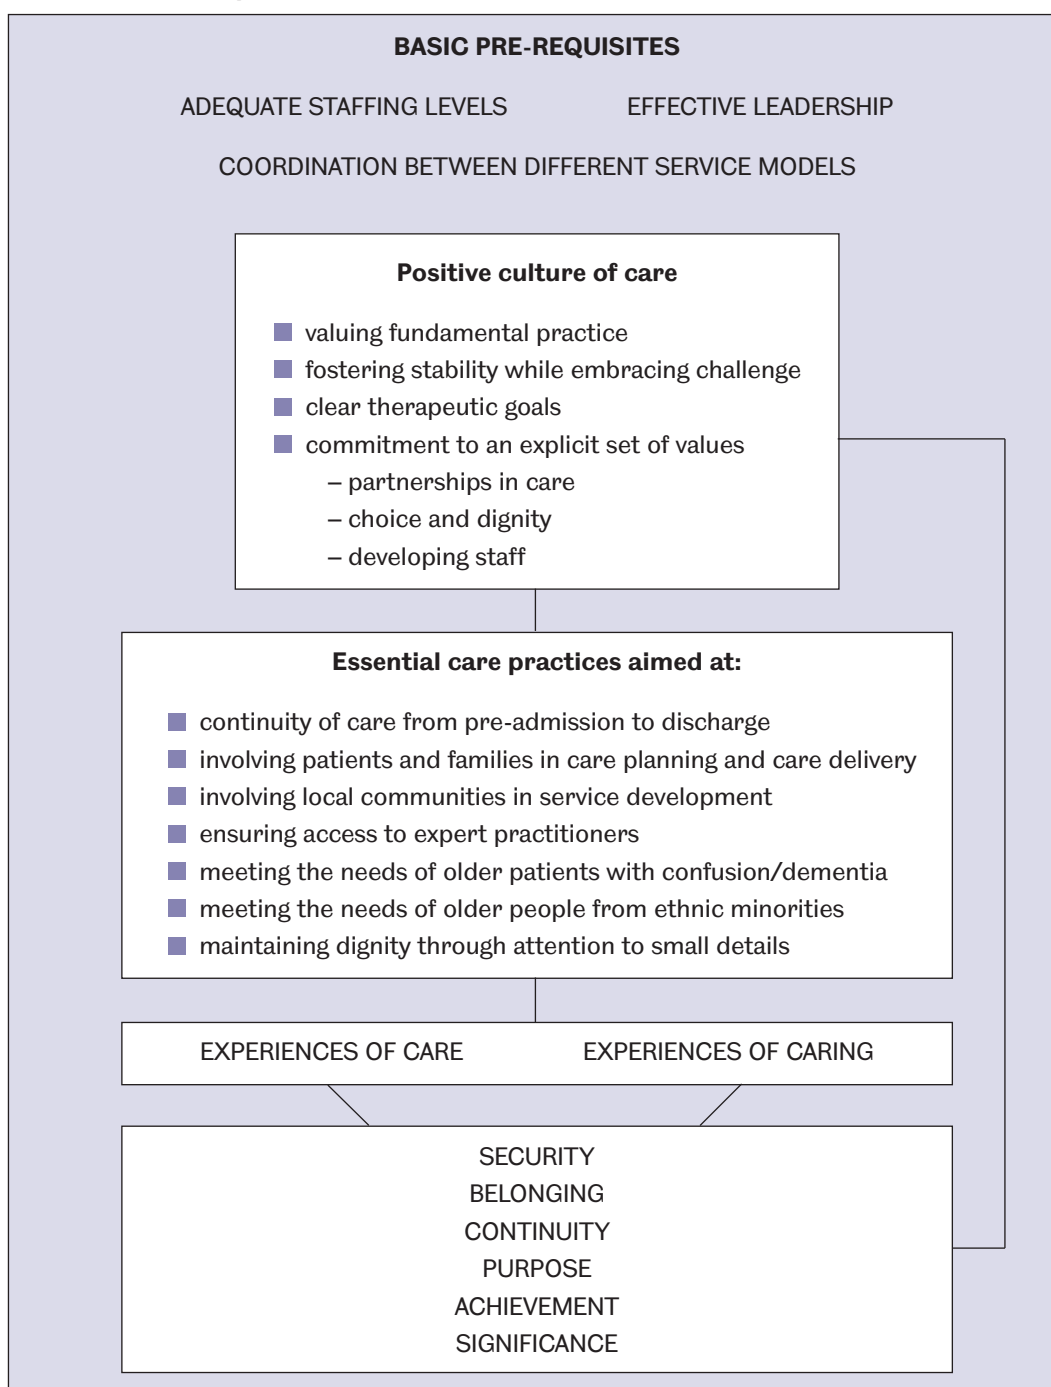 BASIC PRE-REQUISITES
ADEQUATE STAFFING LEVELS EFFECTIVE LEADERSHIP
COORDINATION BETWEEN DIFFERENT SERVICE MODELS
Positive culture of care
valuing fundamental practice
fostering stability while embracing challenge
clear therapeutic goals
commitment to an explicit set of values
– partnerships in care
– choice and dignity
– developing staff
Essential care practices aimed at:
continuity of care from pre-admission to discharge
involving patients and families in care planning and care delivery
involving local communities in service development
ensuring access to expert practitioners
meeting the needs of older patients with confusion/dementia
meeting the needs of older people from ethnic minorities
maintaining dignity through attention to small details
EXPERIENCES OF CARE EXPERIENCES OF CARING
SECURITY
BELONGING
CONTINUITY
PURPOSE
ACHIEVEMENT
SIGNIFICANCE